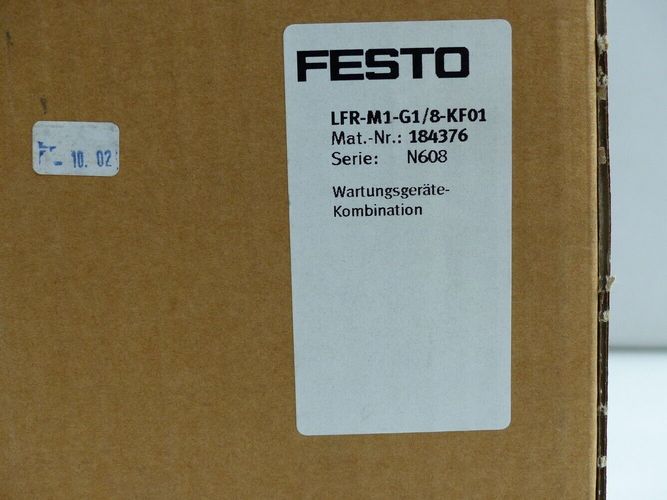 FESTO
LFR-M1-G1/8-KF01
Mat.-Nr.: 184376
Serie: N608
Wartungsgeräte-
Kombination
10. 02